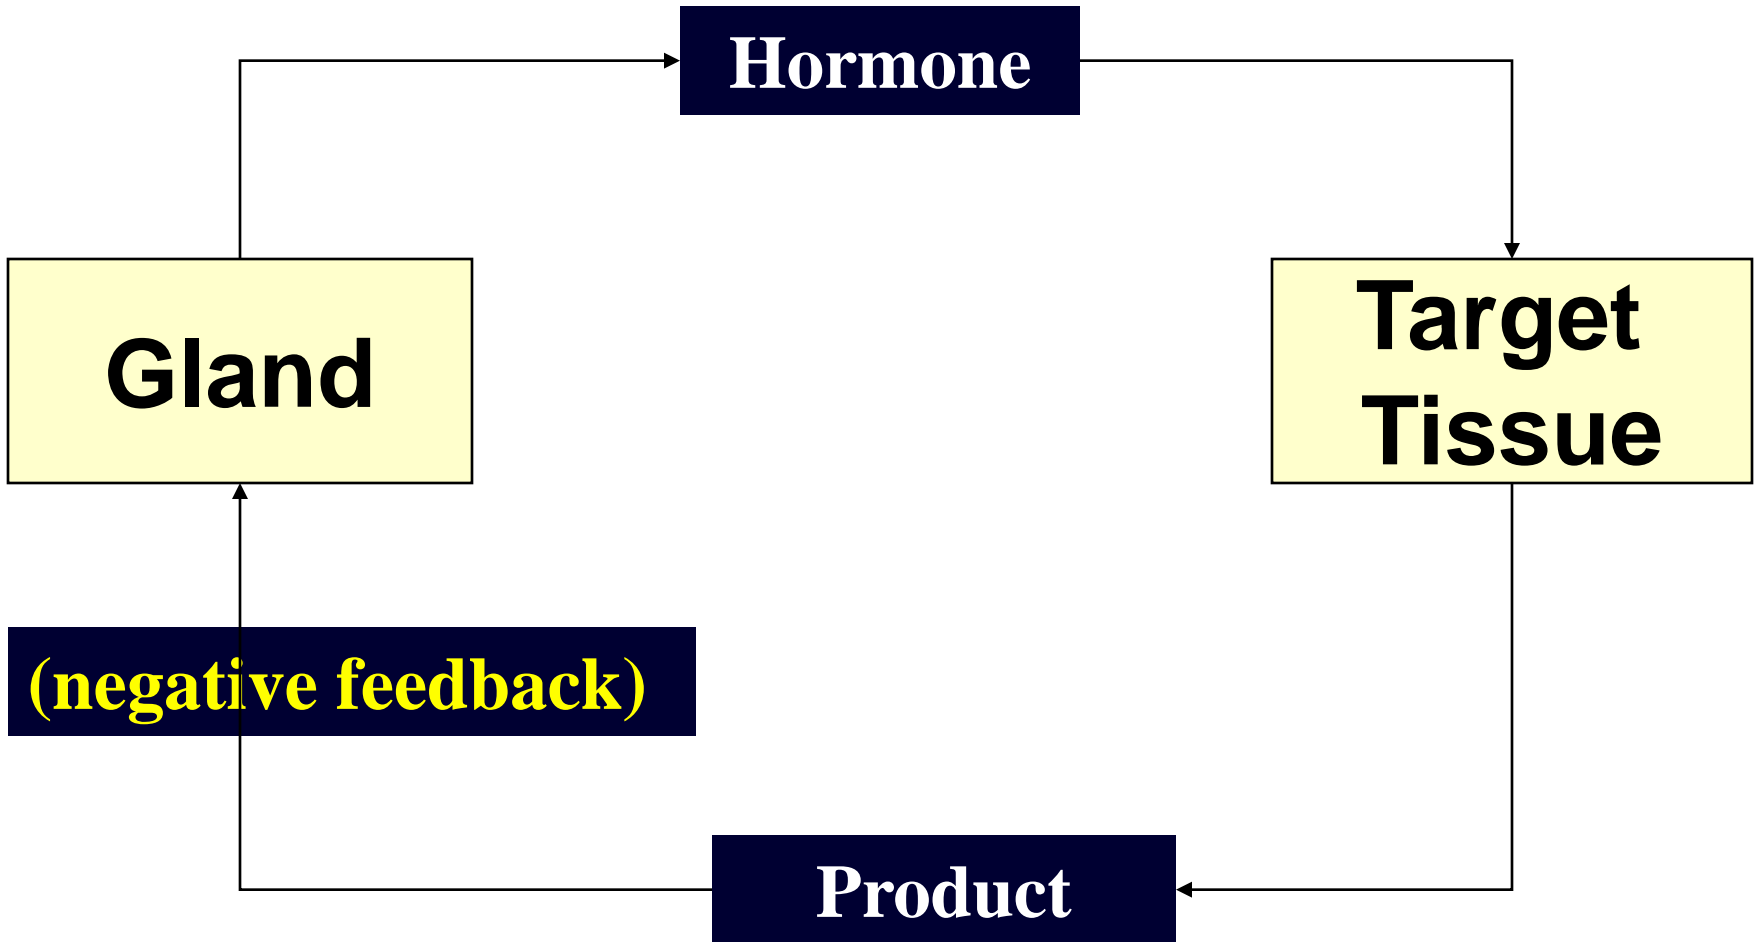 Hormone
Gland
Target
Tissue
(negative feedback)
Product